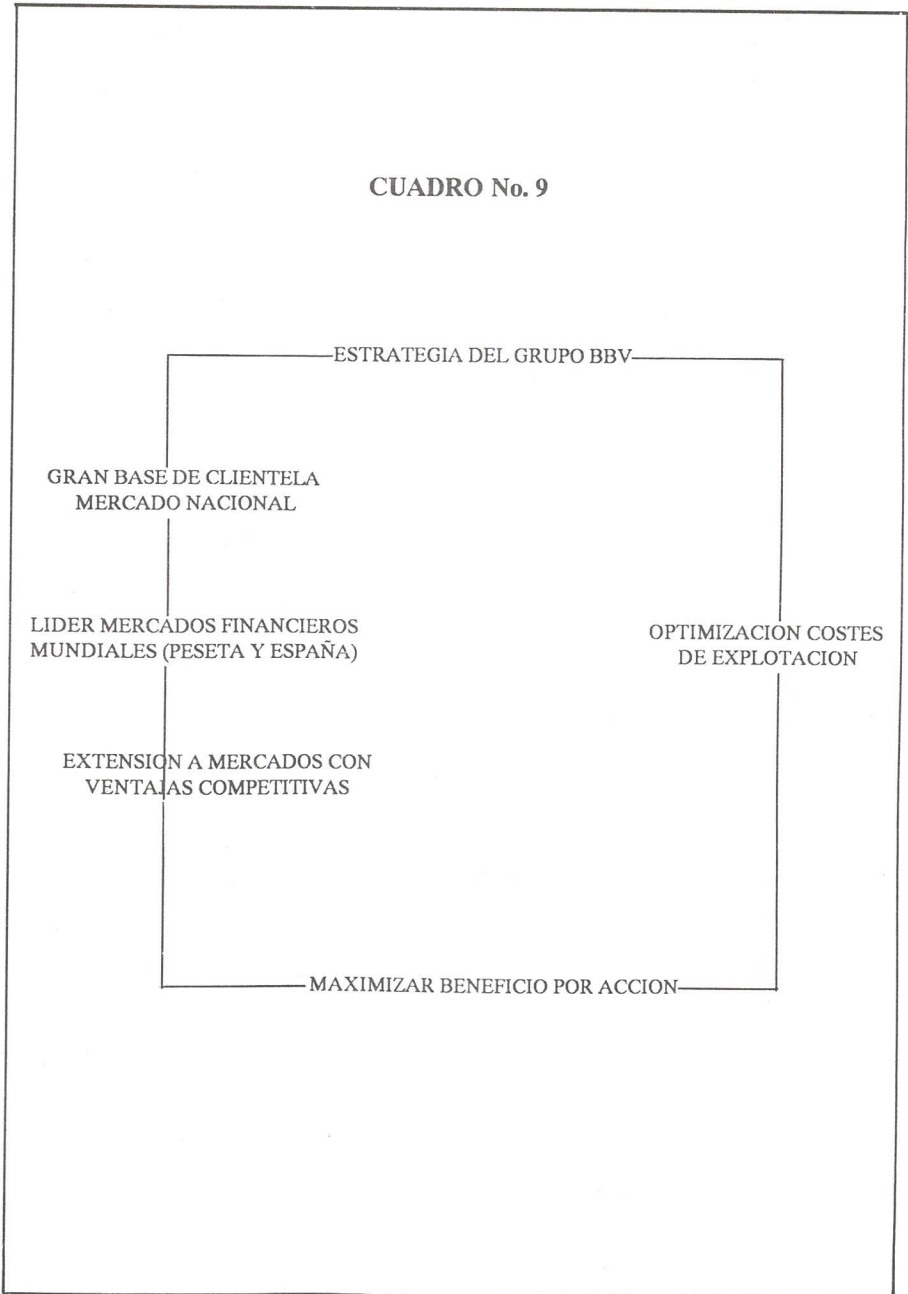 CUADRO No. 9
ESTRATEGIA DEL GRUPO BBV
GRAN BASE DE CLIENTELA
MERCADO NACIONAL
LIDER MERCADOS FINANCIEROS
MUNDIALES (PESETA Y ESPAÑA)
OPTIMIZACION COSTES
DE EXPLOTACION
EXTENSION A MERCADOS CON
VENTAJAS COMPETITIVAS
MAXIMIZAR BENEFICIO POR ACCION